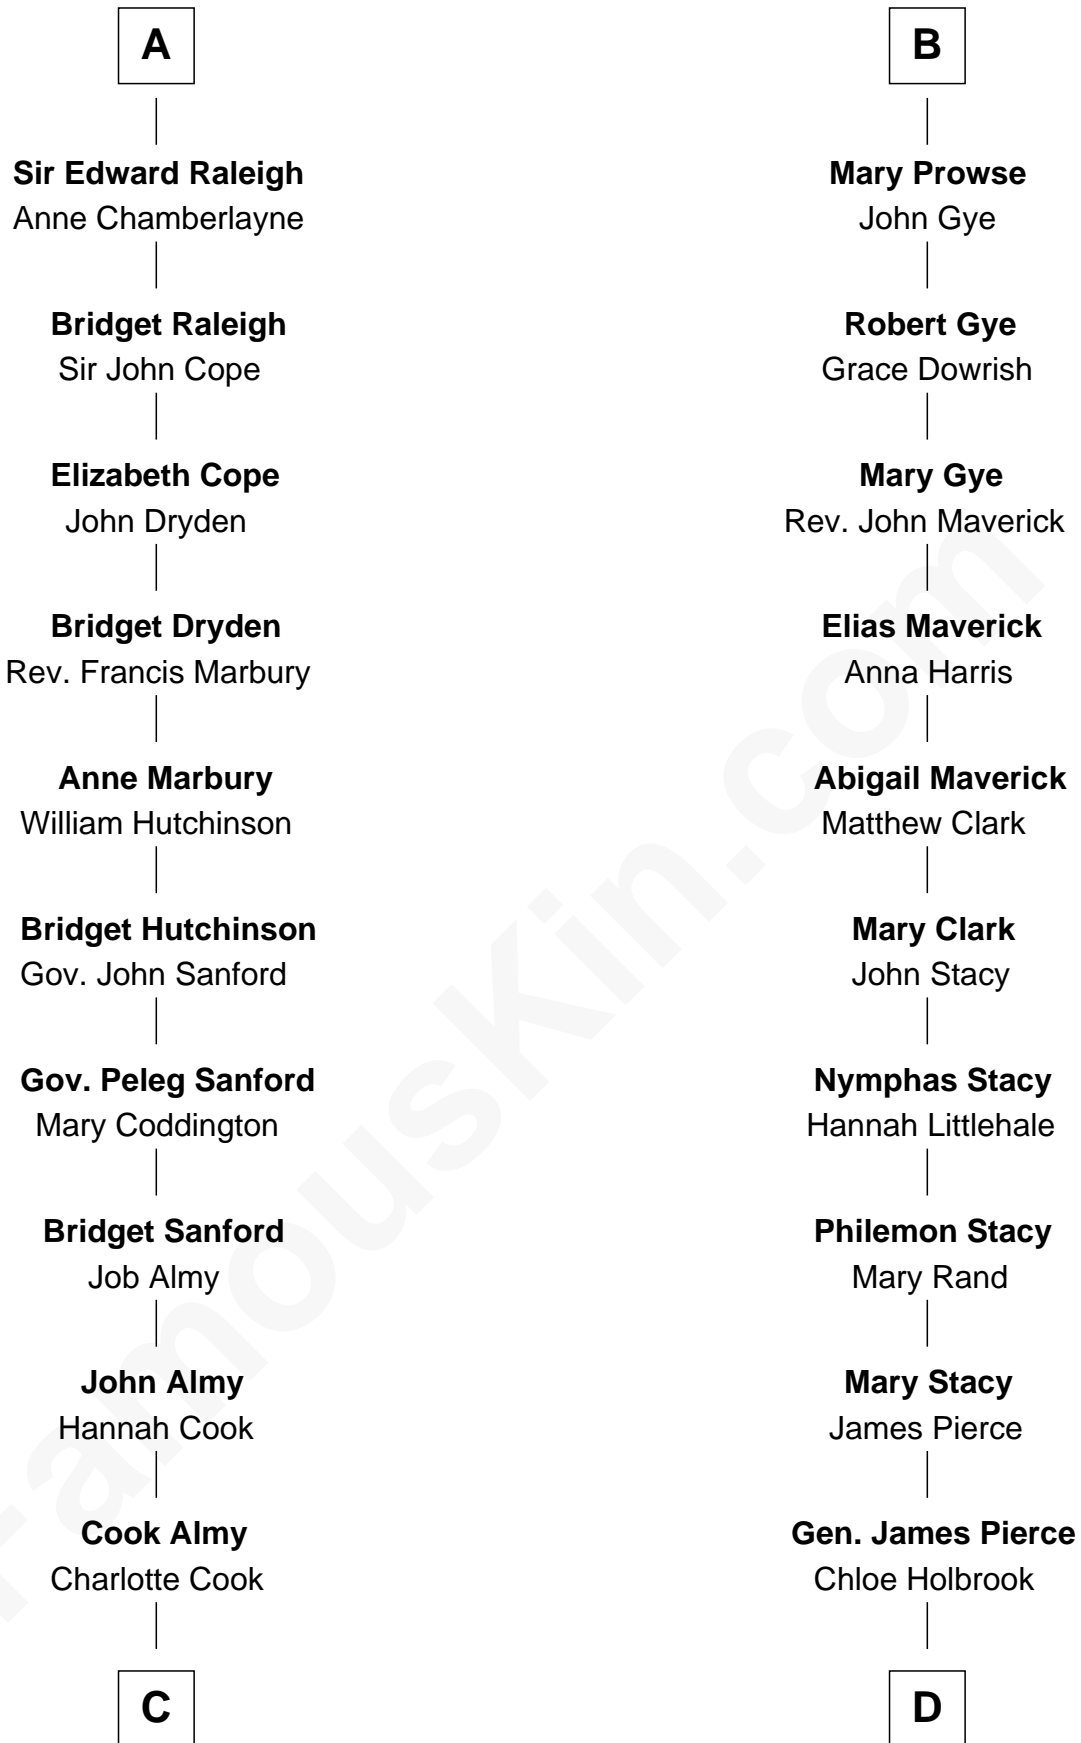 A
Sir Edward Raleigh
Anne Chamberlayne
Bridget Raleigh
Sir John Cope
Elizabeth Cope
John Dryden
Bridget Dryden
Rev. Francis Marbury
Anne Marbury
William Hutchinson
Bridget Hutchinson
Gov. John Sanford
Gov. Peleg Sanford
Mary Coddington
Bridget Sanford
Job Almy
John Almy
Hannah Cook
Cook Almy
Charlotte Cook
C
B
Mary Prowse
John Gye
Robert Gye
Grace Dowrish
Mary Gye
Rev. John Maverick
Elias Maverick
Anna Harris
Abigail Maverick
Matthew Clark
Mary Clark
John Stacy
Nymphas Stacy
Hannah Littlehale
Philemon Stacy
Mary Rand
Mary Stacy
James Pierce
Gen. James Pierce
Chloe Holbrook
D
FamousKin.com